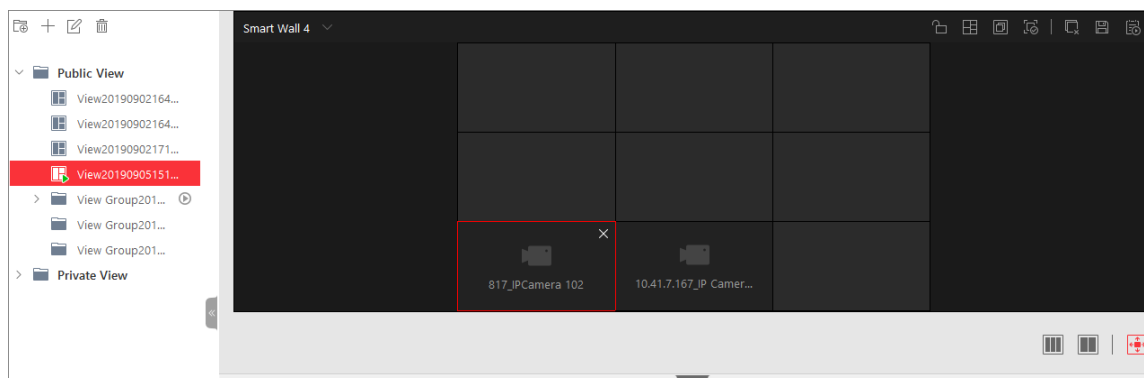 Smart Wall 4
Public View
View20190902164...
View20190902164...
View20190902171...
View20190905151...
View Group201...
View Group201...
View Group201...
Private View
817_IPCamera 102
10.41.7.167_IP Camer...